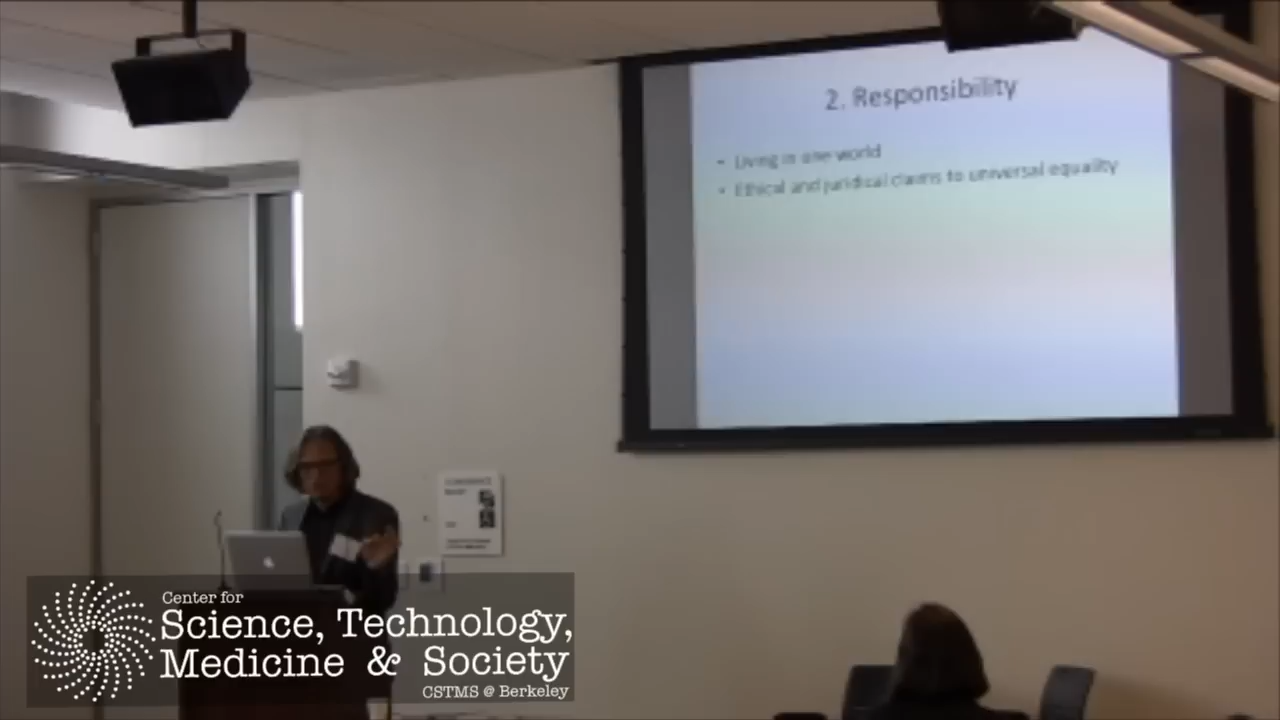 2. Responsibility
• Living in one world
• Ethical and juridical claims to universal equality
Center for
Science, Technology,
Medicine & Society
CSTMS @ Berkeley